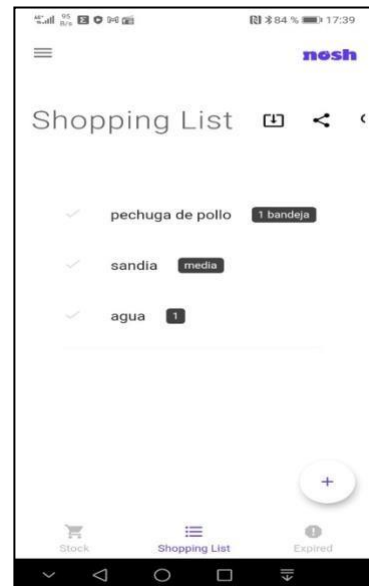 95 B/s 84 % 17:39
nosh
Shopping List
pechuga de pollo 1 bandeja
sandia media
agua 1
+
Stock Shopping List Expired